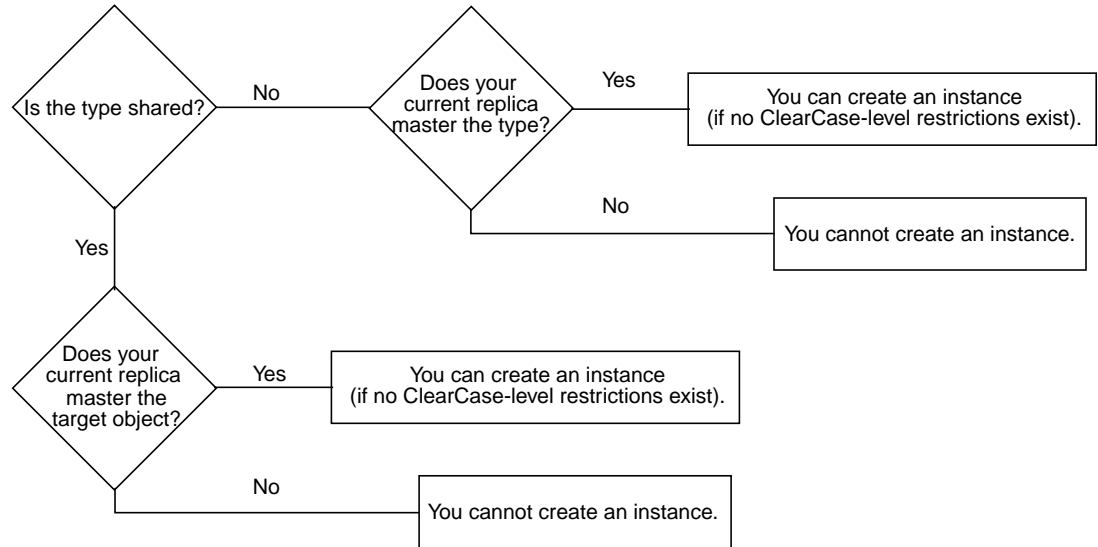 Is the type shared?
No
Does your
current replica
master the type?
Yes
You can create an instance
(if no ClearCase-level restrictions exist).
No
You cannot create an instance.
Yes
Does your
current replica
master the
target object?
Yes
You can create an instance
(if no ClearCase-level restrictions exist).
No
You cannot create an instance.